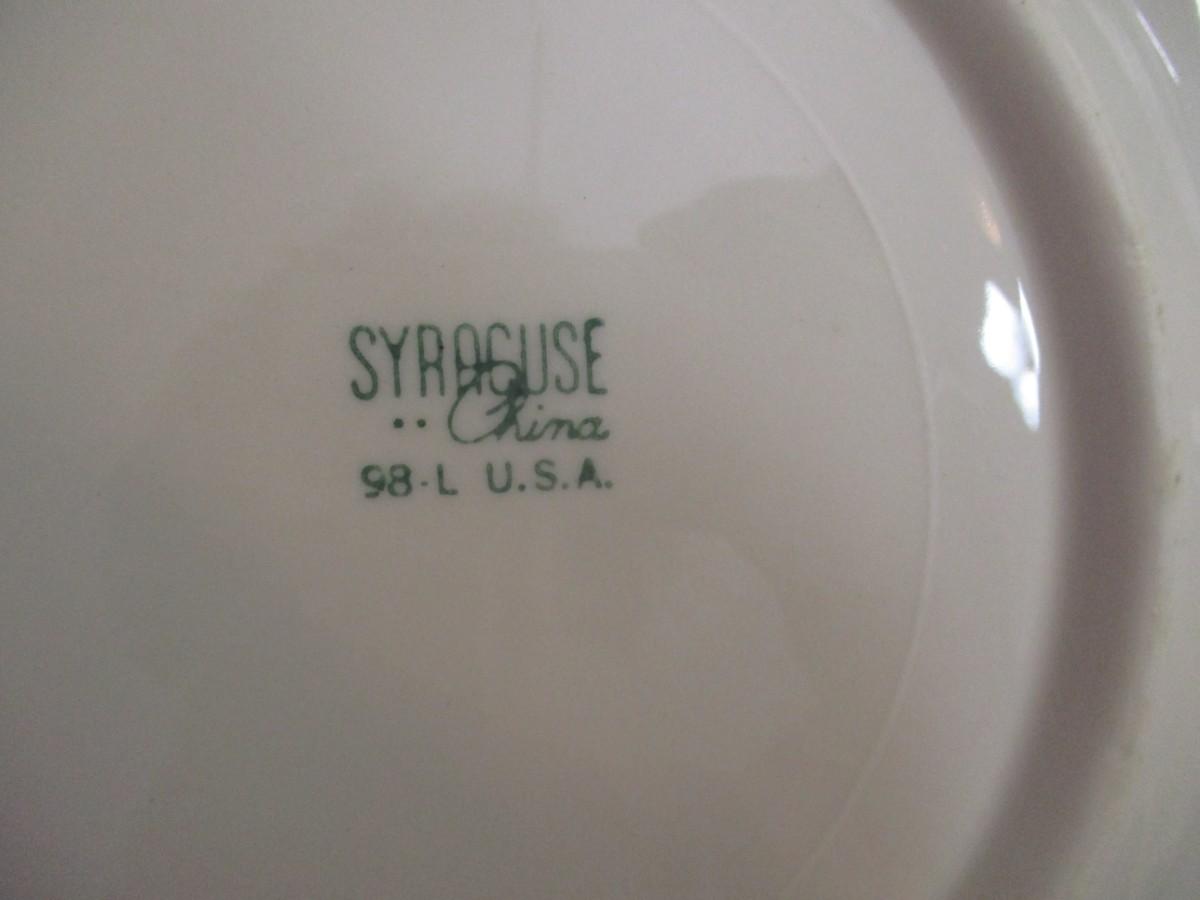 SYRACUSE
·· China
98-L U.S.A.